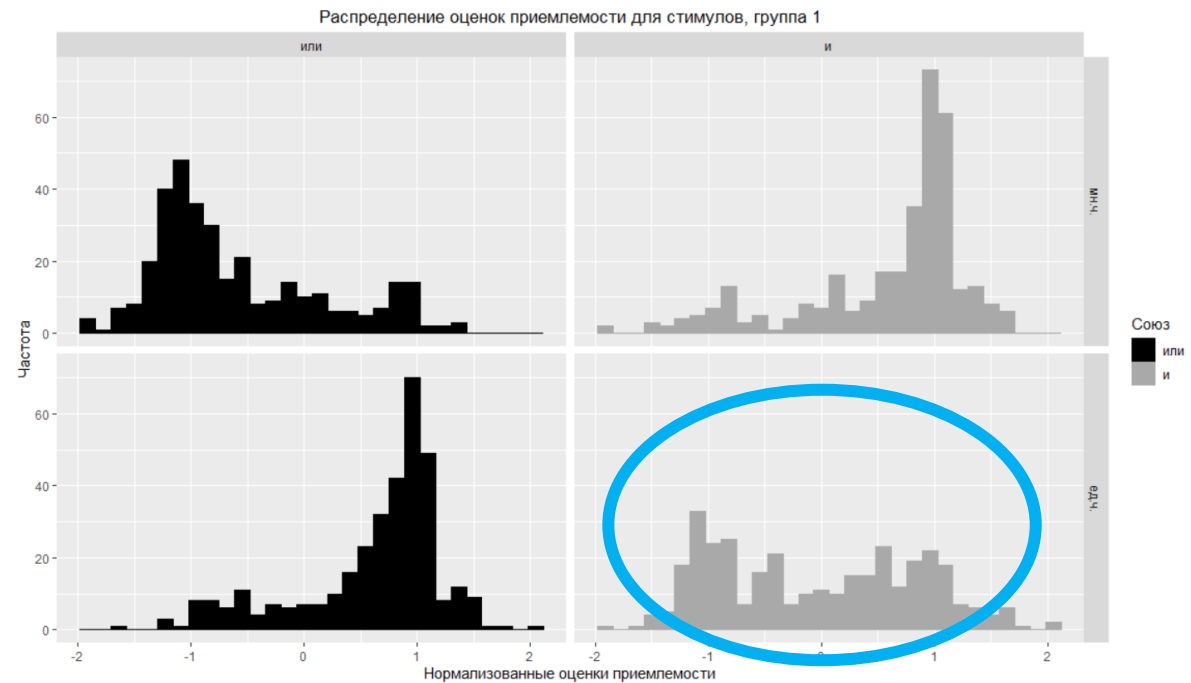 Распределение оценок приемлемости для стимулов, группа 1
или
и
60
40
20
0
мн.ч.
60
40
20
0
ед.ч.
-2
-1
0
1
2
-2
-1
0
1
2
Частота
Нормализованные оценки приемлемости
Союз
или
и